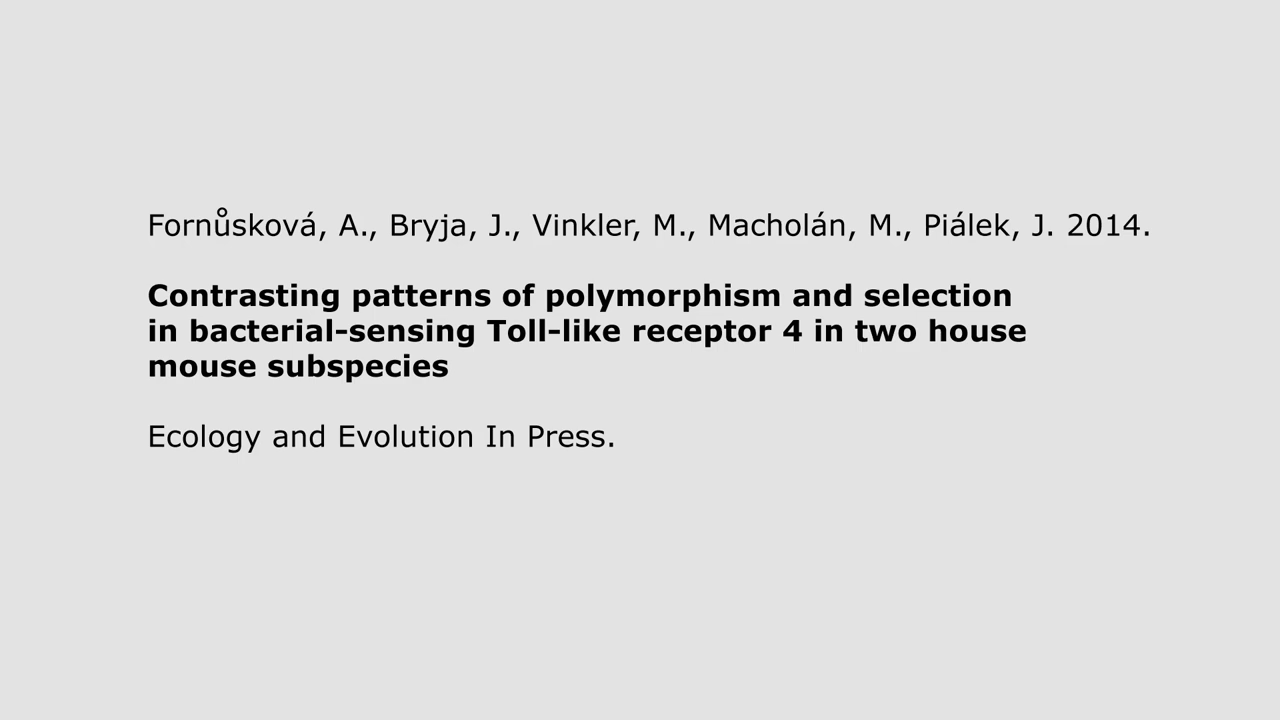 Fornůsková, A., Bryja, J., Vinkler, M., Macholán, M., Piálek, J. 2014.
Contrasting patterns of polymorphism and selection
in bacterial-sensing Toll-like receptor 4 in two house
mouse subspecies
Ecology and Evolution In Press.